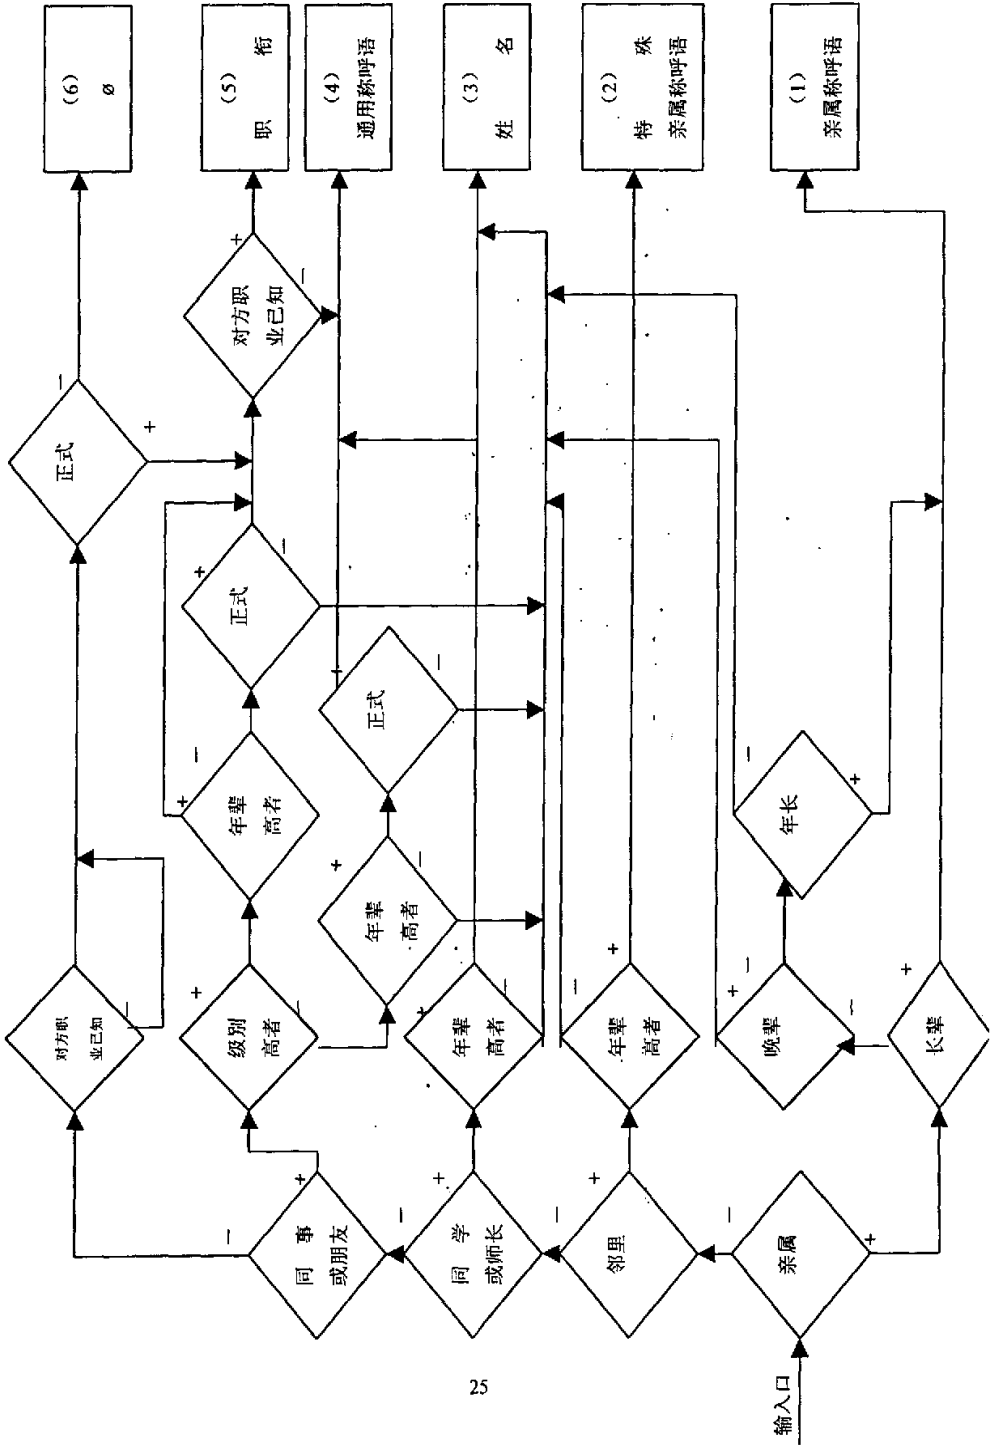 对方职
业已知
−
正式
−
+
(6)
ø
−
级别
高者
+
−
年辈
高者
+
−
正式
+
−
对方职
业已知
+
−
(5)
职 衔
同 事
或朋友
+
−
年辈
高者
+
−
正式
+
−
(4)
通用称呼语
同 学
或师长
+
−
年辈
高者
+
−
(3)
姓 名
邻里
+
−
年辈
高者
+
−
(2)
特 殊
亲属称呼语
亲属
−
+
晚辈
+
−
−
年长
−
+
(1)
亲属称呼语
长辈
+
输入口
25